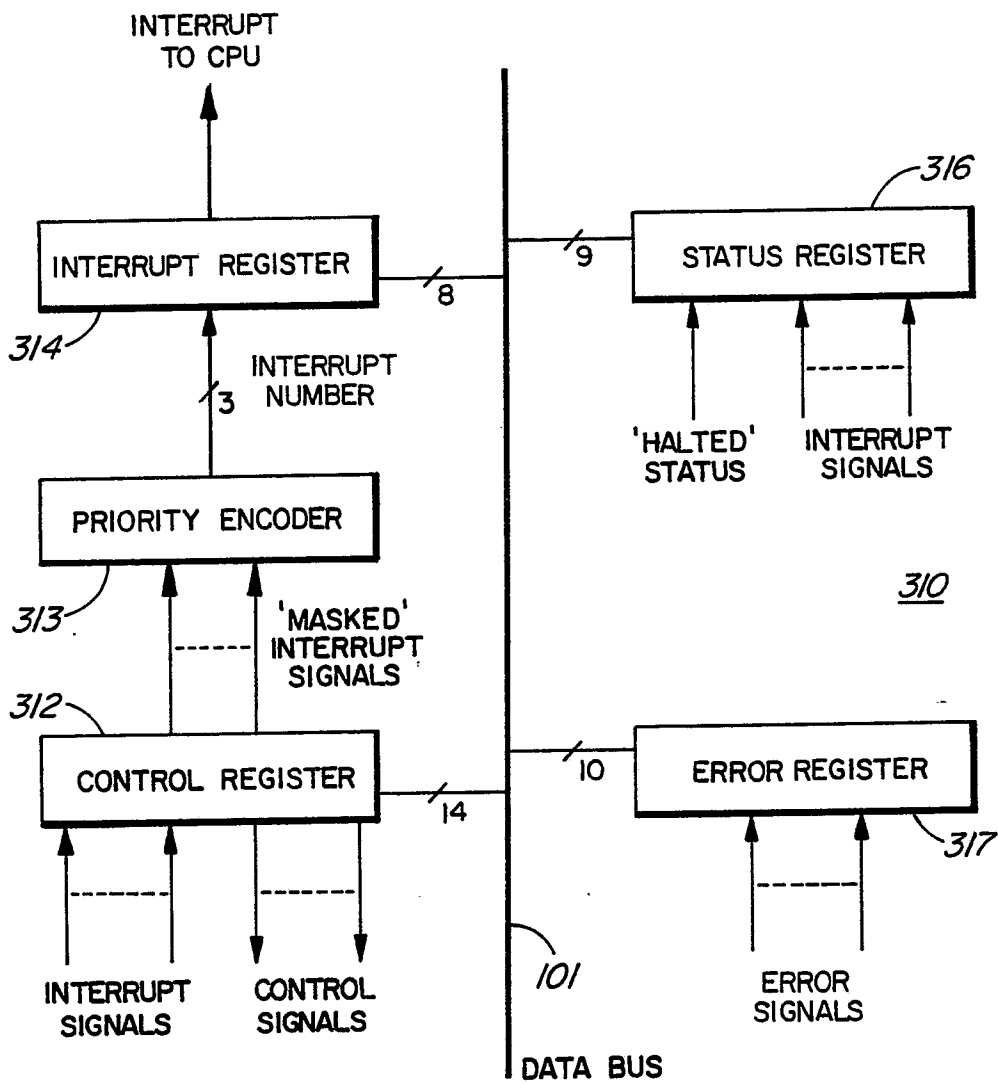 INTERRUPT
TO CPU
316
INTERRUPT REGISTER
STATUS REGISTER
9
8
314
INTERRUPT
NUMBER
3
'HALTED'
STATUS
INTERRUPT
SIGNALS
PRIORITY ENCODER
310
313
'MASKED'
INTERRUPT
SIGNALS
312
CONTROL REGISTER
ERROR REGISTER
10
14
317
INTERRUPT
SIGNALS
CONTROL
SIGNALS
101
ERROR
SIGNALS
DATA BUS